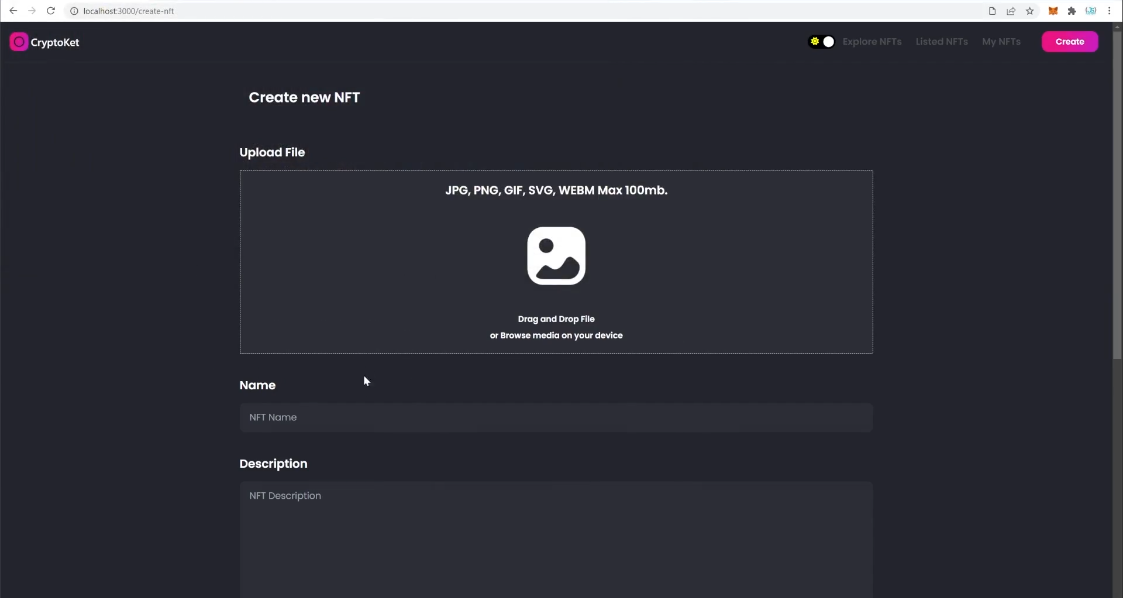 localhost:3000/create-nft
CryptoKet
Explore NFTs
Listed NFTs
My NFTs
Create
Create new NFT
Upload File
JPG, PNG, GIF, SVG, WEBM Max 100mb.
Drag and Drop File
or Browse media on your device
Name
NFT Name
Description
NFT Description